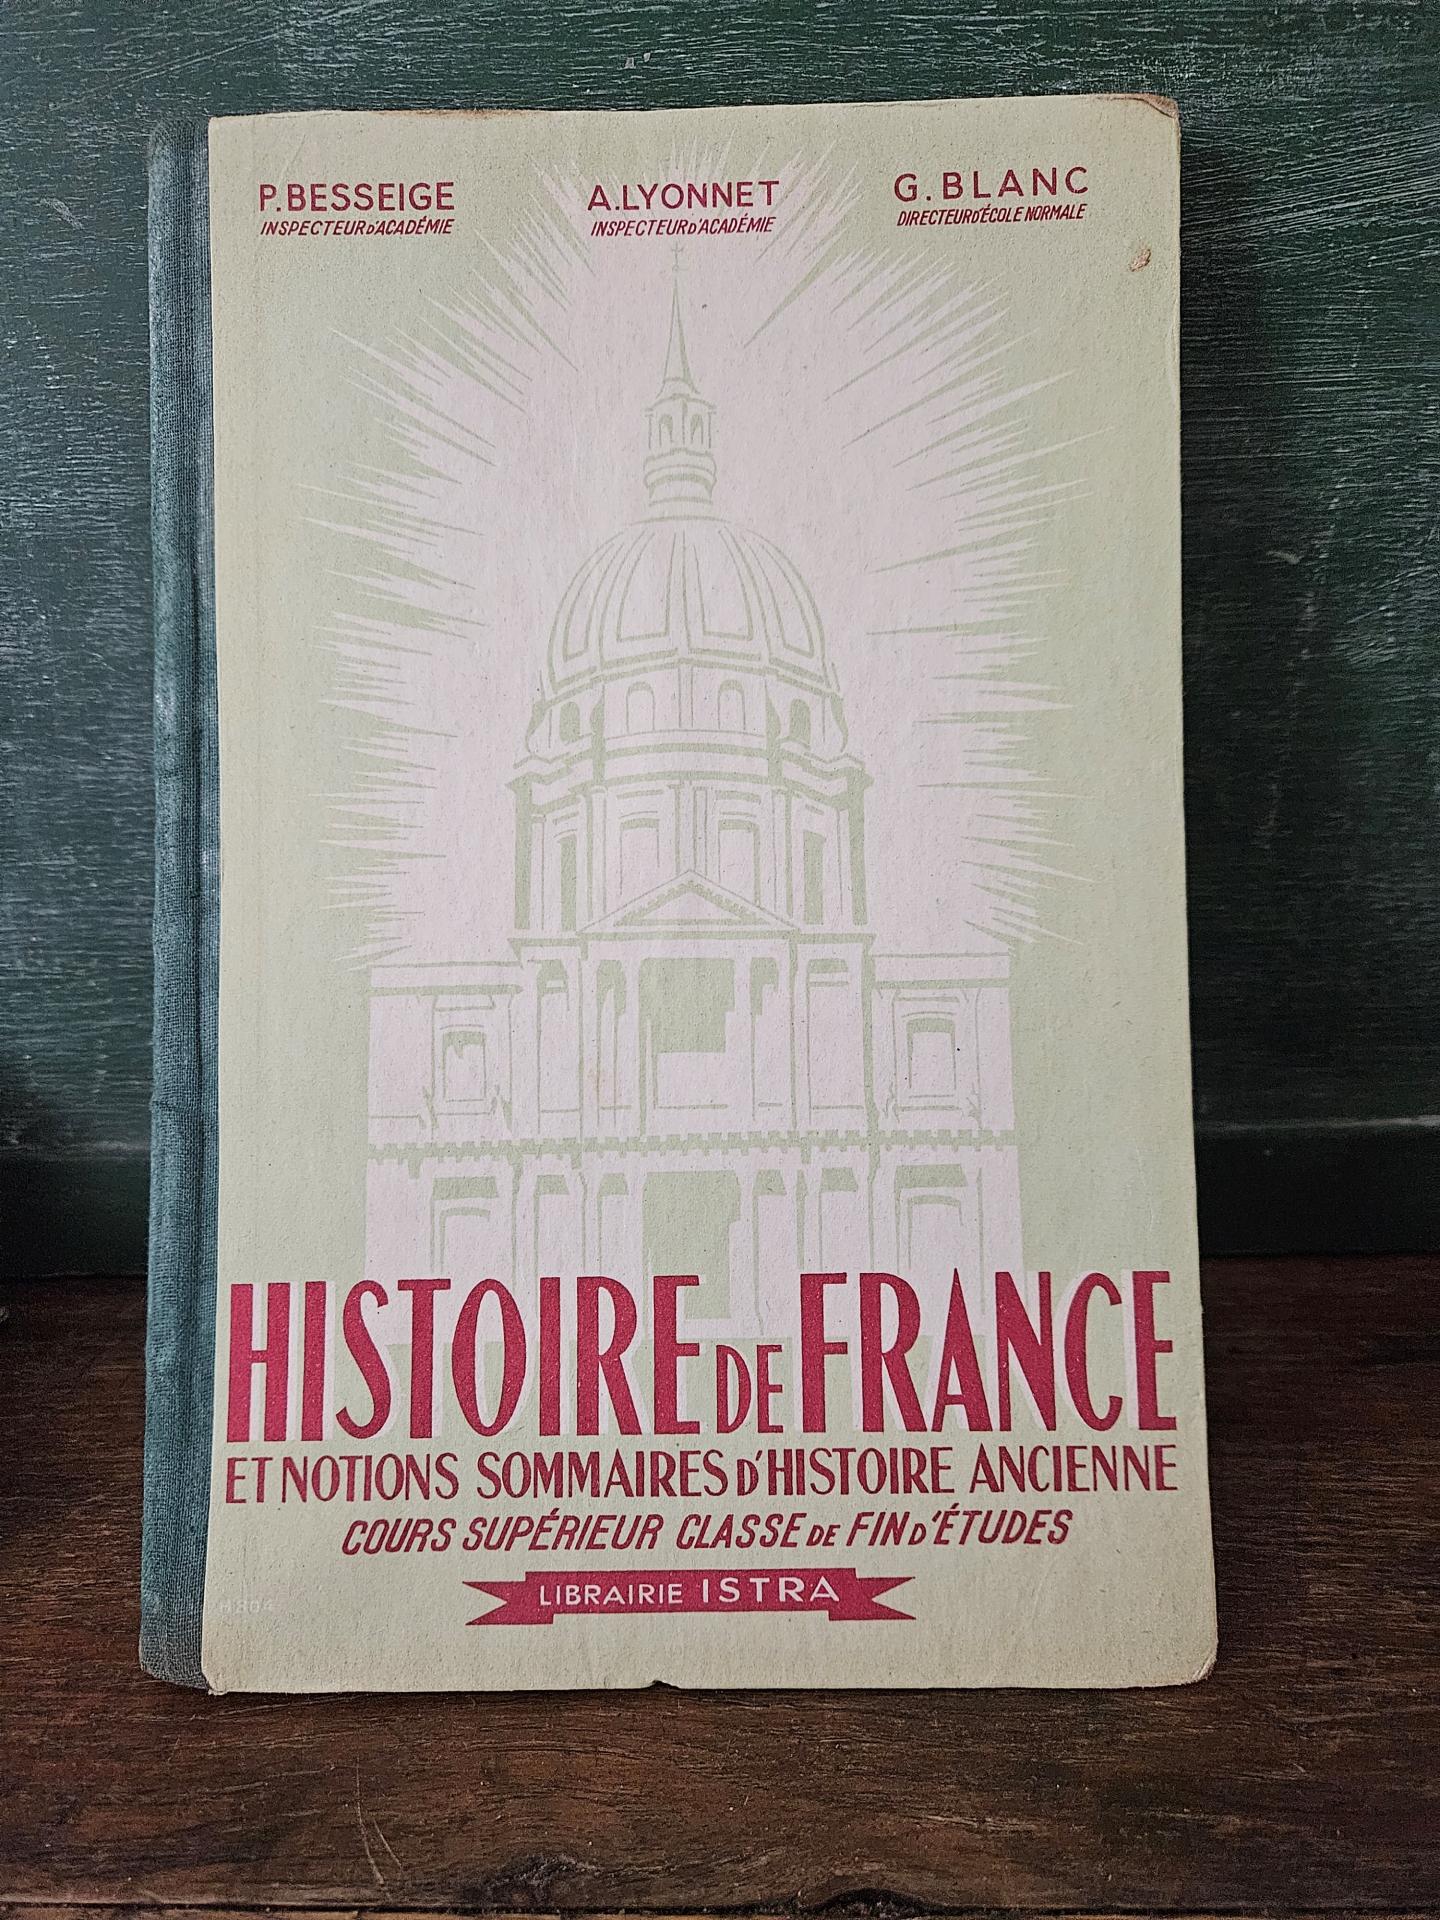 P. BESSEIGE
INSPECTEUR D'ACADÉMIE
A. LYONNET
INSPECTEUR D'ACADÉMIE
G. BLANC
DIRECTEUR D'ÉCOLE NORMALE
HISTOIRE DE FRANCE
ET NOTIONS SOMMAIRES D'HISTOIRE ANCIENNE
COURS SUPÉRIEUR CLASSE DE FIN D'ÉTUDES
LIBRAIRIE ISTRA
H 804